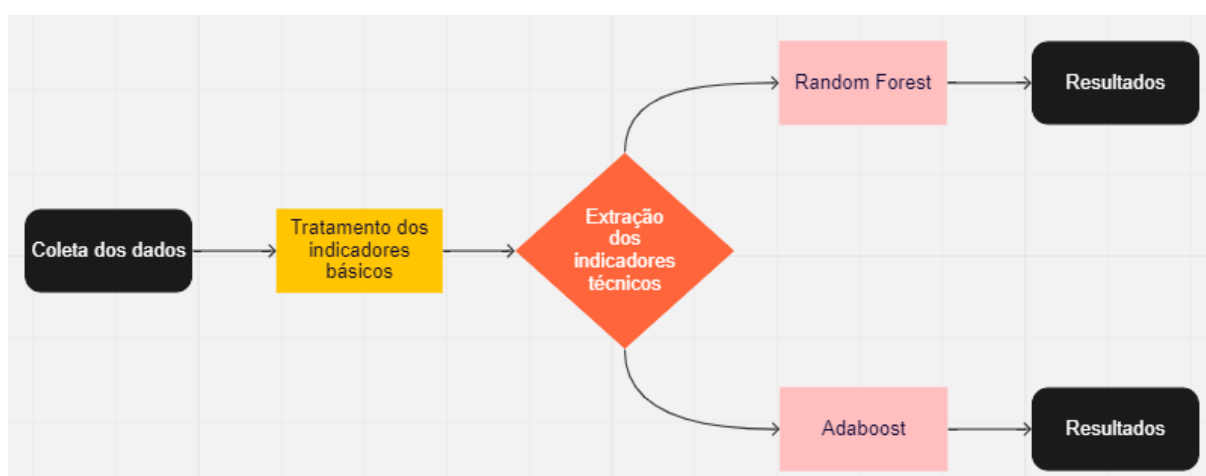 Random Forest
Resultados
Coleta dos dados
Tratamento dos
indicadores
básicos
Extração
dos
indicadores
técnicos
Adaboost
Resultados